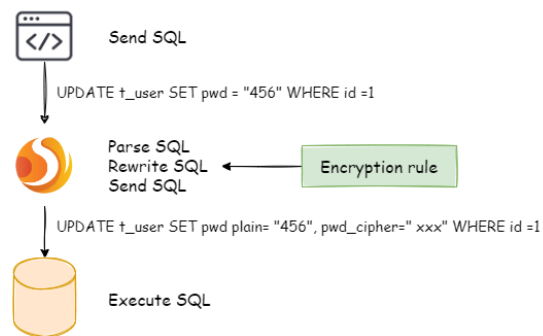 </>
Send SQL
UPDATE t_user SET pwd = "456" WHERE id =1
Parse SQL
Rewrite SQL
Send SQL
Encryption rule
UPDATE t_user SET pwd plain= "456", pwd_cipher=" xxx" WHERE id =1
Execute SQL